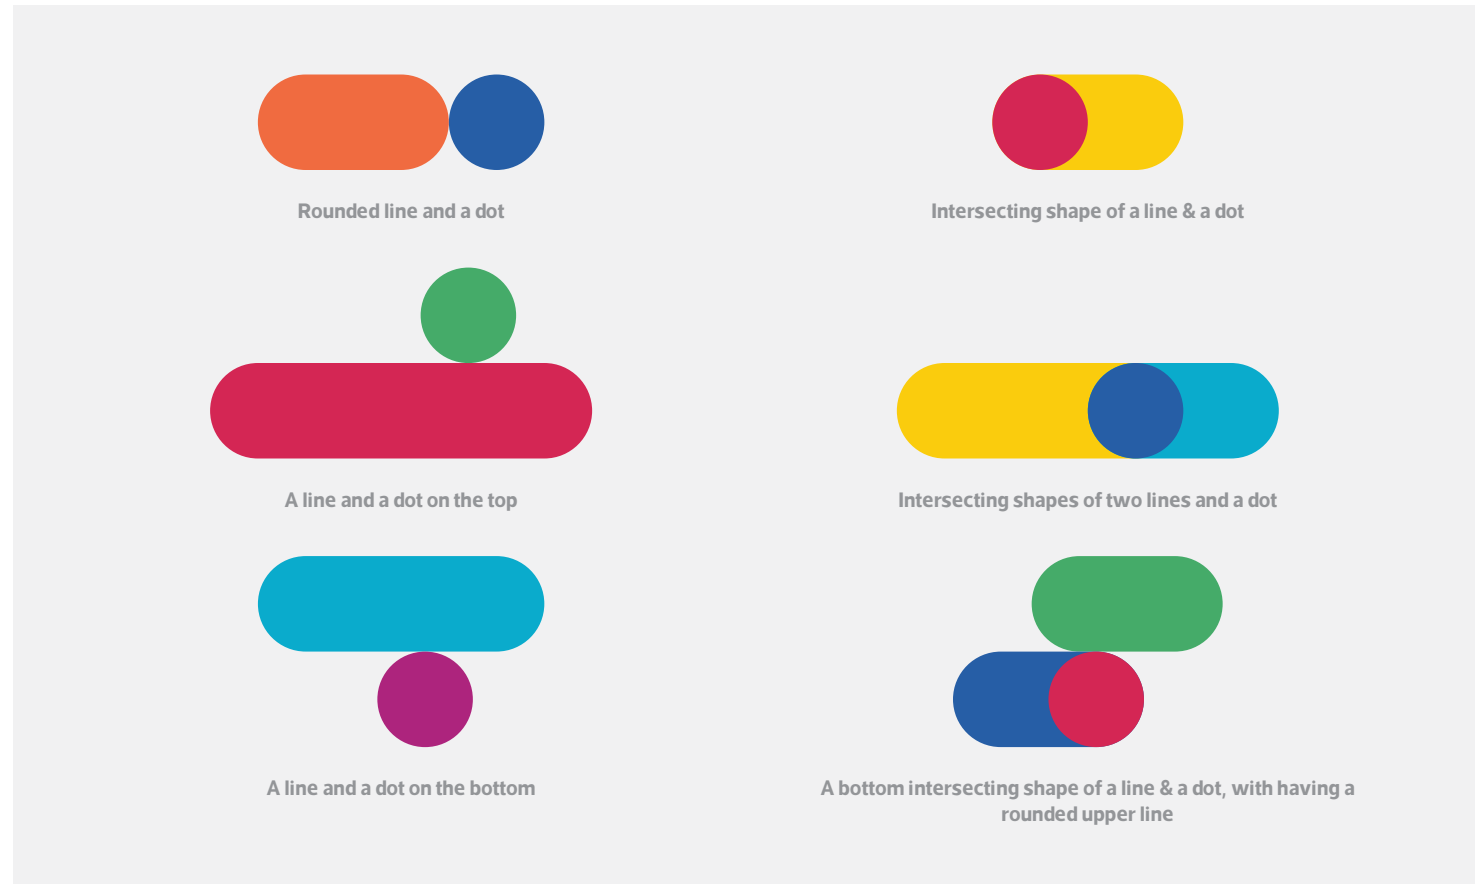 Rounded line and a dot
Intersecting shape of a line & a dot
A line and a dot on the top
Intersecting shapes of two lines and a dot
A line and a dot on the bottom
A bottom intersecting shape of a line & a dot, with having a
rounded upper line